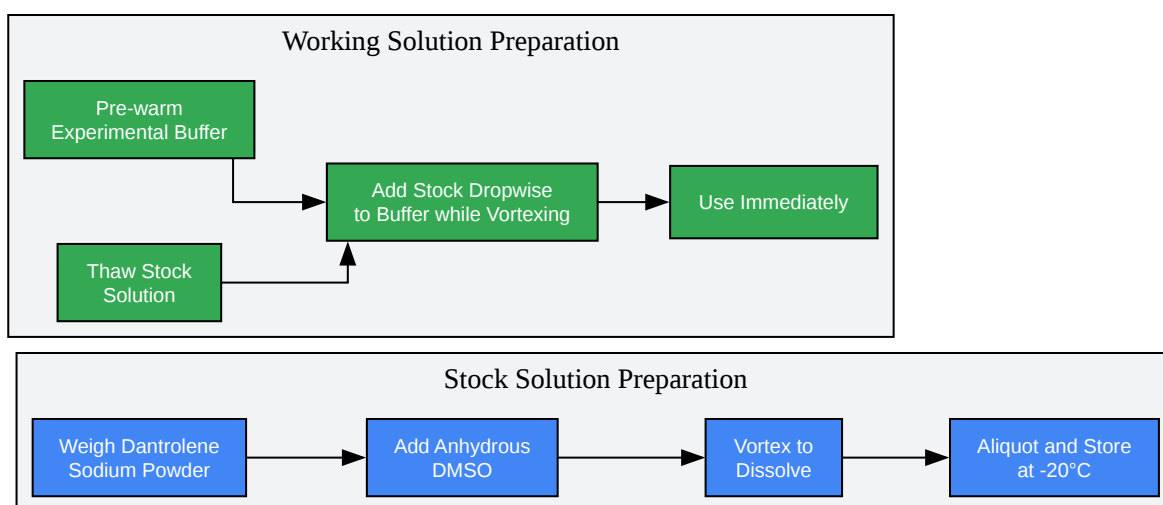 Working Solution Preparation
Pre-warm
Experimental Buffer
Add Stock Dropwise
to Buffer while Vortexing
Use Immediately
Thaw Stock
Solution
Stock Solution Preparation
Weigh Dantrolene
Sodium Powder
Add Anhydrous
DMSO
Vortex to
Dissolve
Aliquot and Store
at -20°C